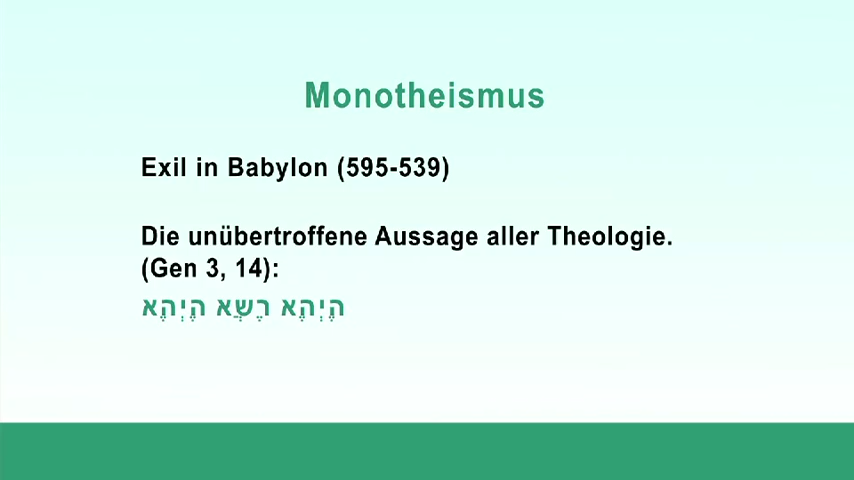 Monotheismus
Exil in Babylon (595-539)
Die unübertroffene Aussage aller Theologie.
(Gen 3, 14):
הֶיְהֶא רֶשֲׁא הֶיְהֶא